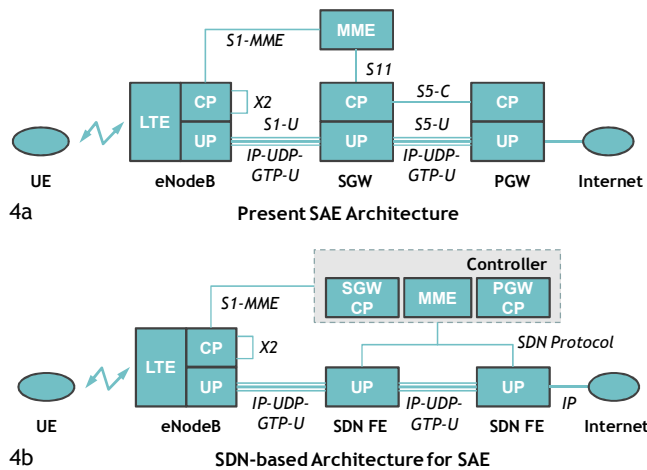 S1-MME
MME
S11
LTE
CP
X2
CP
S5-C
CP
UP
S1-U
UP
S5-U
UP
IP-UDP-
GTP-U
IP-UDP-
GTP-U
UE
eNodeB
SGW
PGW
Internet
4a
Present SAE Architecture
Controller
SGW
CP
MME
PGW
CP
S1-MME
SDN Protocol
LTE
CP
X2
UP
UP
UP
IP-UDP-
GTP-U
IP-UDP-
GTP-U
IP
UE
eNodeB
SDN FE
SDN FE
Internet
4b
SDN-based Architecture for SAE